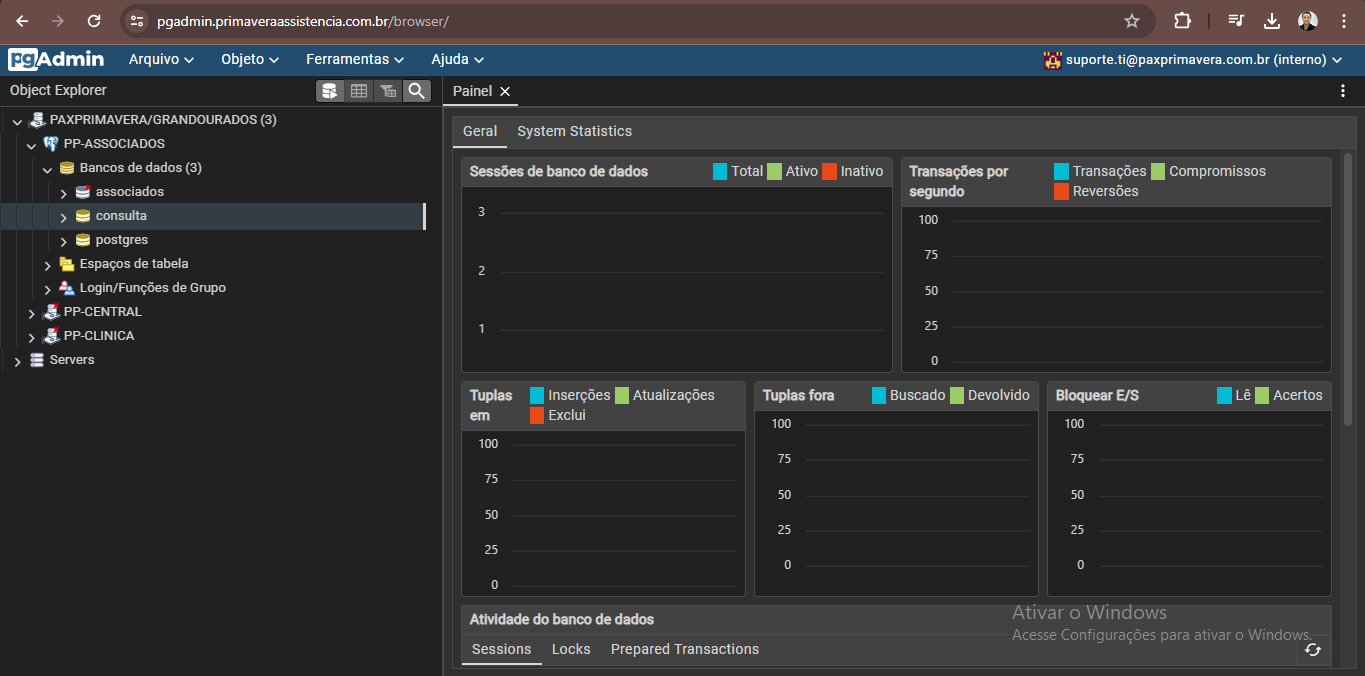 pgadmin.primaveraassistencia.com.br/browser/
pgAdmin Arquivo Objeto Ferramentas Ajuda suporte.ti@paxprimavera.com.br (interno)
Object Explorer
Painel
PAXPRIMAVERA/GRANDOURADOS (3)
PP-ASSOCIADOS
Bancos de dados (3)
associados
consulta
postgres
Espaços de tabela
Login/Funções de Grupo
PP-CENTRAL
PP-CLINICA
Servers
Geral System Statistics
Sessões de banco de dados Total Ativo Inativo
3
2
1
Transações por segundo
Transações Compromissos
Reversões
100
75
50
25
0
Tuplas em
Inserções Atualizações
Exclui
100
75
50
25
0
Tuplas fora Buscado Devolvido
100
75
50
25
0
Bloquear E/S Lê Acertos
100
75
50
25
0
Atividade do banco de dados
Sessions Locks Prepared Transactions
Ativar o Windows
Acesse Configurações para ativar o Windows.